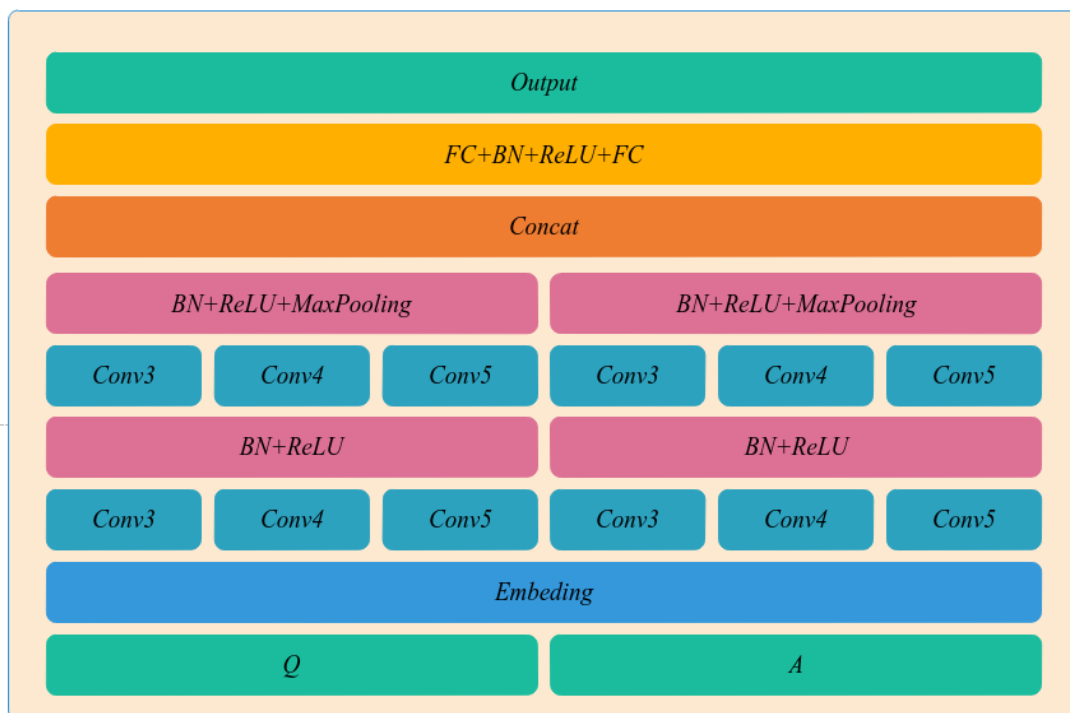 Output
FC+BN+ReLU+FC
Concat
BN+ReLU+MaxPooling BN+ReLU+MaxPooling
Conv3 Conv4 Conv5 Conv3 Conv4 Conv5
BN+ReLU BN+ReLU
Conv3 Conv4 Conv5 Conv3 Conv4 Conv5
Embeding
Q A